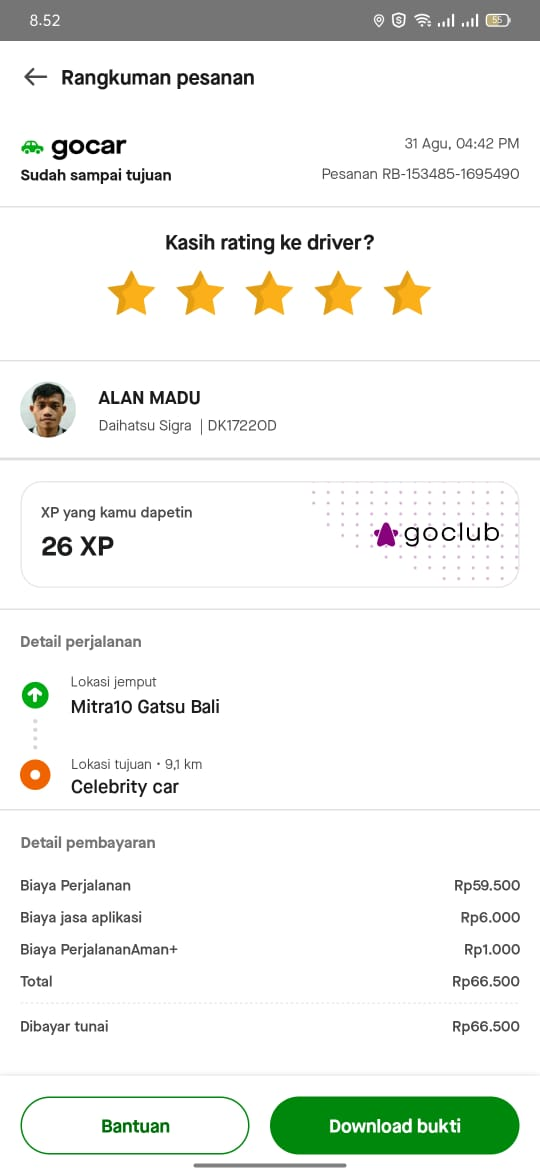 8.52
55
Rangkuman pesanan
gocar
31 Agu, 04:42 PM
Sudah sampai tujuan
Pesanan RB-153485-1695490
Kasih rating ke driver?
ALAN MADU
Daihatsu Sigra | DK1722OD
XP yang kamu dapetin
26 XP
goclub
Detail perjalanan
Lokasi jemput
Mitra10 Gatsu Bali
Lokasi tujuan • 9,1 km
Celebrity car
Detail pembayaran
Biaya Perjalanan Rp59.500
Biaya jasa aplikasi Rp6.000
Biaya PerjalananAman+ Rp1.000
Total Rp66.500
Dibayar tunai Rp66.500
Bantuan
Download bukti